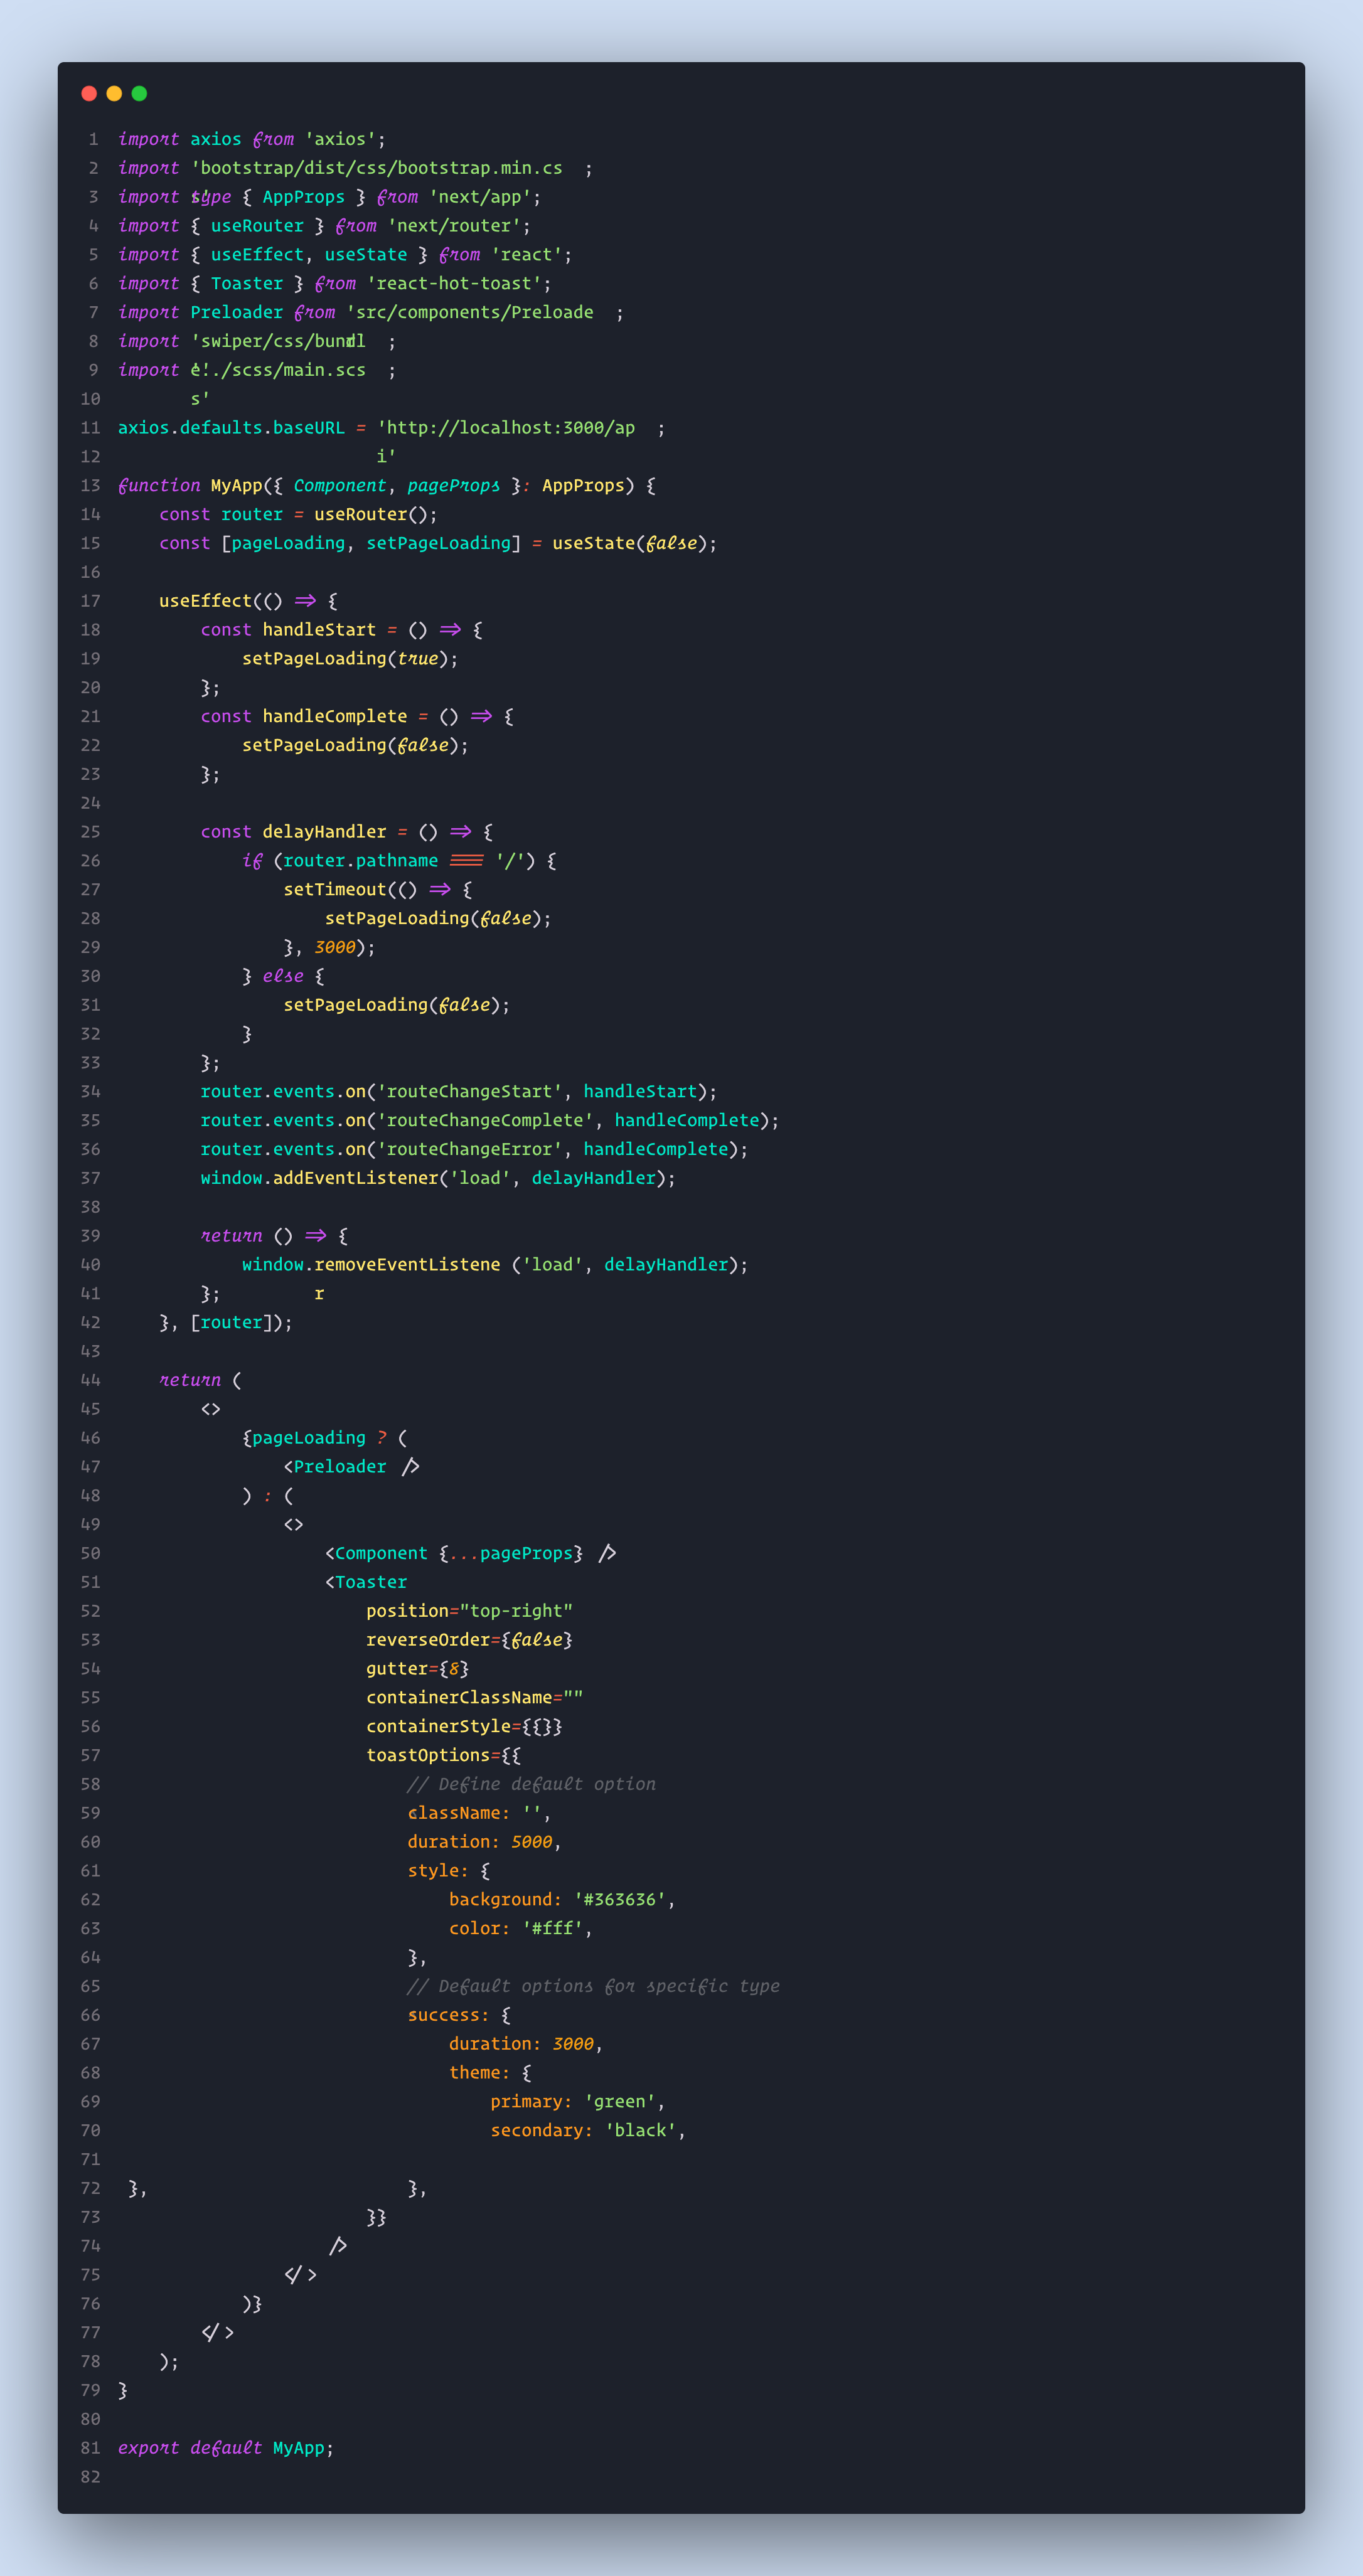 1 import axios from 'axios';
2 import 'bootstrap/dist/css/bootstrap.min.css';
3 import type { AppProps } from 'next/app';
4 import { useRouter } from 'next/router';
5 import { useEffect, useState } from 'react';
6 import { Toaster } from 'react-hot-toast';
7 import Preloader from 'src/components/Preloader';
8 import 'swiper/css/bundle';
9 import '../scss/main.scss';
10
11 axios.defaults.baseURL = 'http://localhost:3000/api';
12
13 function MyApp({ Component, pageProps }: AppProps) {
14     const router = useRouter();
15     const [pageLoading, setPageLoading] = useState(false);
16
17     useEffect(() => {
18         const handleStart = () => {
19             setPageLoading(true);
20         };
21         const handleComplete = () => {
22             setPageLoading(false);
23         };
24
25         const delayHandler = () => {
26             if (router.pathname === '/') {
27                 setTimeout(() => {
28                     setPageLoading(false);
29                 }, 3000);
30             } else {
31                 setPageLoading(false);
32             }
33         };
34         router.events.on('routeChangeStart', handleStart);
35         router.events.on('routeChangeComplete', handleComplete);
36         router.events.on('routeChangeError', handleComplete);
37         window.addEventListener('load', delayHandler);
38
39         return () => {
40             window.removeEventListener('load', delayHandler);
41         };
42     }, [router]);
43
44     return (
45         <>
46             {pageLoading ? (
47                 <Preloader />
48             ) : (
49                 <>
50                     <Component {...pageProps} />
51                     <Toaster
52                         position="top-right"
53                         reverseOrder={false}
54                         gutter={8}
55                         containerClassName=""
56                         containerStyle={{}}
57                         toastOptions={{
58                             // Define default option
59                             className: '',
60                             duration: 5000,
61                             style: {
62                                 background: '#363636',
63                                 color: '#fff',
64                             },
65                             // Default options for specific type
66                             success: {
67                                 duration: 3000,
68                                 theme: {
69                                     primary: 'green',
70                                     secondary: 'black',
71
72 },                          },
73                         }}
74                     />
75                 </>
76             )}
77         </>
78     );
79 }
80
81 export default MyApp;
82